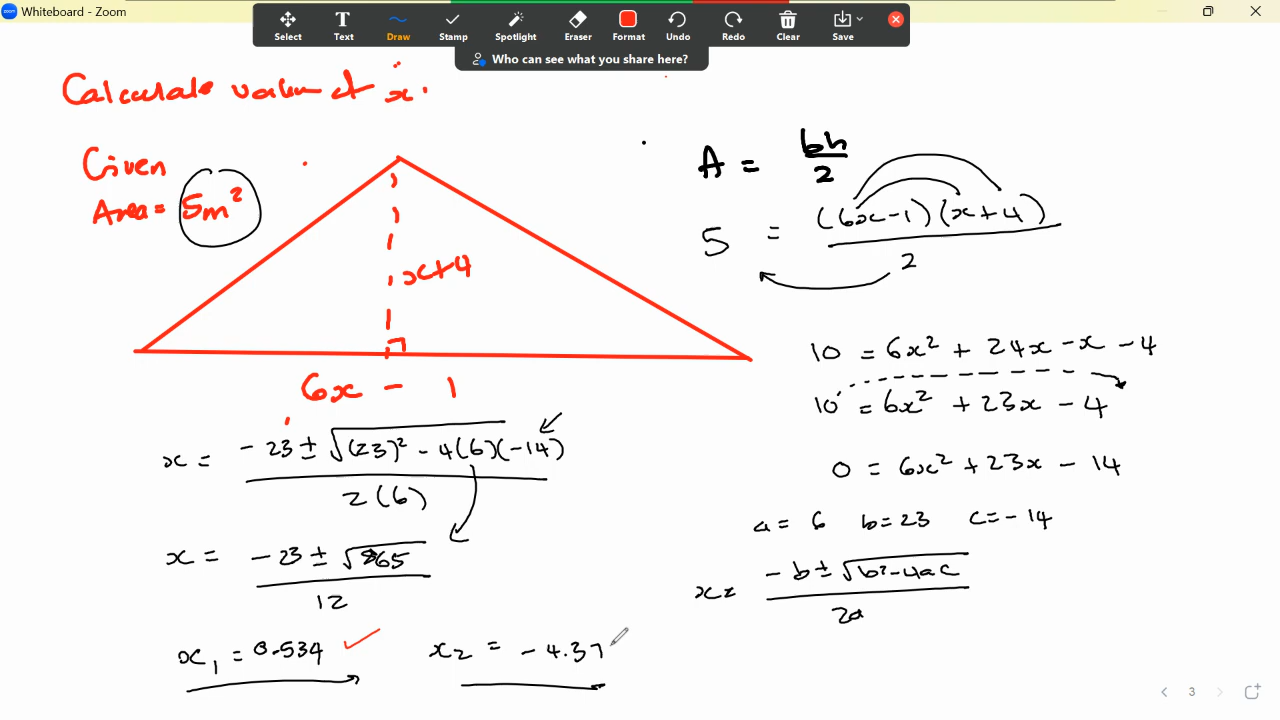 Whiteboard - Zoom
Select Text Draw Stamp Spotlight Eraser Format Undo Redo Clear Save
Who can see what you share here?
Calculate value of x.
Given
Area = 5m²
x+4
6x - 1
A = bh/2
5 = (6x-1)(x+4)/2
10 = 6x² + 24x - x - 4
10 = 6x² + 23x - 4
0 = 6x² + 23x - 14
a = 6 b = 23 c = -14
x = -b ± √b²-4ac / 2a
x = -23 ± √(23)² - 4(6)(-14) / 2(6)
x = -23 ± √865 / 12
x₁ = 0.534 ✓ x₂ = -4.37
3